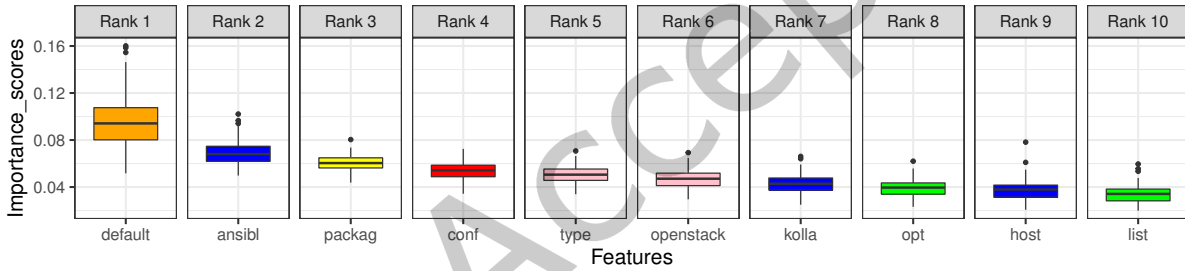 Rank 1 Rank 2 Rank 3 Rank 4 Rank 5 Rank 6 Rank 7 Rank 8 Rank 9 Rank 10
0.16
0.12
0.08
0.04
Importance_scores
default ansibl packag conf type openstack kolla opt host list
Features
Accep